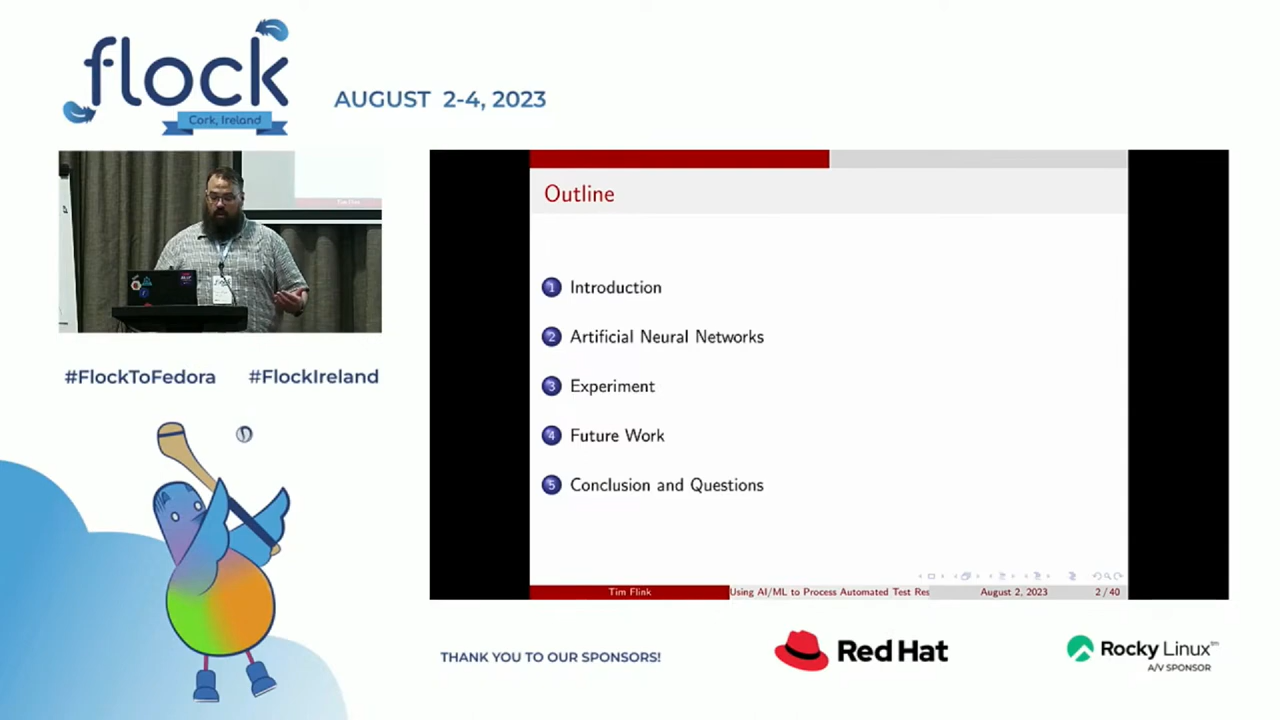 flock
Cork, Ireland
AUGUST 2-4, 2023
Outline
1 Introduction
2 Artificial Neural Networks
3 Experiment
4 Future Work
5 Conclusion and Questions
Tim Flink
Using AI/ML to Process Automated Test Res
August 2, 2023
2 / 40
#FlockToFedora #FlockIreland
THANK YOU TO OUR SPONSORS!
Red Hat
Rocky Linux™
A/V SPONSOR